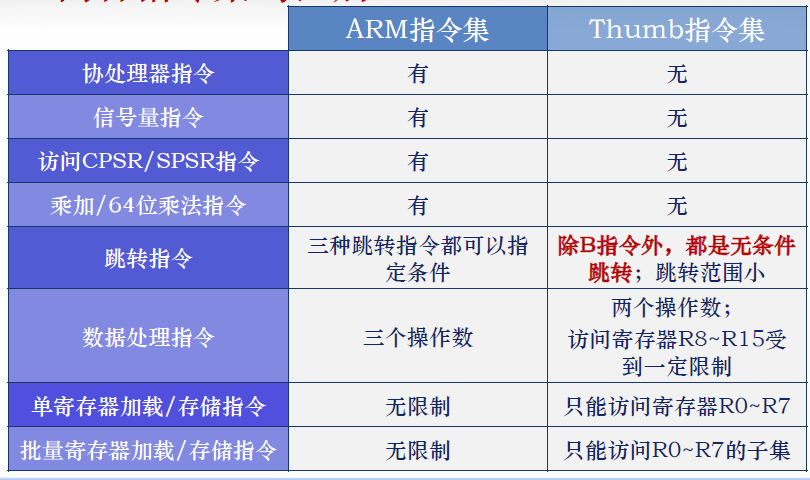 ARM指令集 Thumb指令集
协处理器指令 有 无
信号量指令 有 无
访问CPSR/SPSR指令 有 无
乘加/64位乘法指令 有 无
跳转指令 三种跳转指令都可以指定条件 除B指令外，都是无条件跳转；跳转范围小
数据处理指令 三个操作数 两个操作数；访问寄存器R8~R15受到一定限制
单寄存器加载/存储指令 无限制 只能访问寄存器R0~R7
批量寄存器加载/存储指令 无限制 只能访问R0~R7的子集